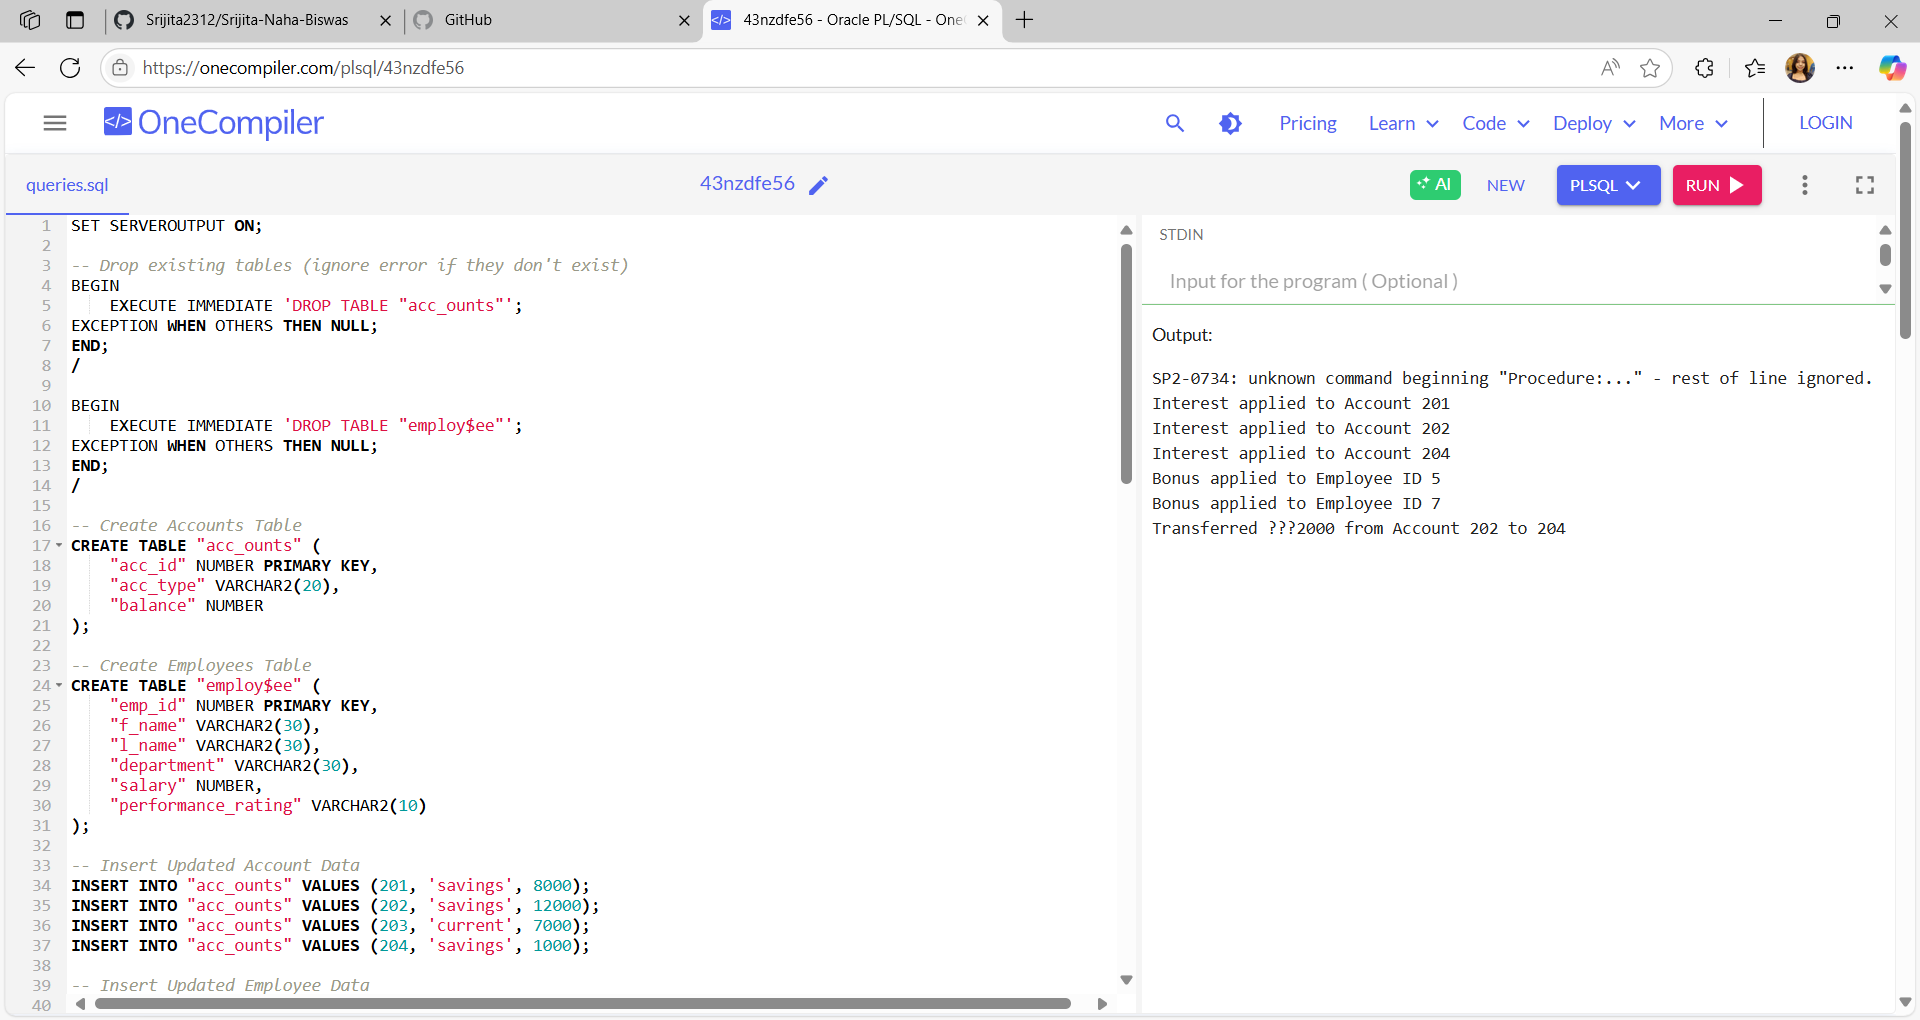 Srijita2312/Srijita-Naha-Biswas
GitHub
43nzdfe56 - Oracle PL/SQL - One
https://onecompiler.com/plsql/43nzdfe56
</> OneCompiler
Pricing
Learn
Code
Deploy
More
LOGIN
queries.sql
43nzdfe56
AI
NEW
PLSQL
RUN
1 SET SERVEROUTPUT ON;
2
3 -- Drop existing tables (ignore error if they don't exist)
4 BEGIN
5     EXECUTE IMMEDIATE 'DROP TABLE "acc_ounts"';
6 EXCEPTION WHEN OTHERS THEN NULL;
7 END;
8 /
9
10 BEGIN
11     EXECUTE IMMEDIATE 'DROP TABLE "employ$ee"';
12 EXCEPTION WHEN OTHERS THEN NULL;
13 END;
14 /
15
16 -- Create Accounts Table
17 CREATE TABLE "acc_ounts" (
18     "acc_id" NUMBER PRIMARY KEY,
19     "acc_type" VARCHAR2(20),
20     "balance" NUMBER
21 );
22
23 -- Create Employees Table
24 CREATE TABLE "employ$ee" (
25     "emp_id" NUMBER PRIMARY KEY,
26     "f_name" VARCHAR2(30),
27     "l_name" VARCHAR2(30),
28     "department" VARCHAR2(30),
29     "salary" NUMBER,
30     "performance_rating" VARCHAR2(10)
31 );
32
33 -- Insert Updated Account Data
34 INSERT INTO "acc_ounts" VALUES (201, 'savings', 8000);
35 INSERT INTO "acc_ounts" VALUES (202, 'savings', 12000);
36 INSERT INTO "acc_ounts" VALUES (203, 'current', 7000);
37 INSERT INTO "acc_ounts" VALUES (204, 'savings', 1000);
38
39 -- Insert Updated Employee Data
40
STDIN
Input for the program ( Optional )
Output:
SP2-0734: unknown command beginning "Procedure:..." - rest of line ignored.
Interest applied to Account 201
Interest applied to Account 202
Interest applied to Account 204
Bonus applied to Employee ID 5
Bonus applied to Employee ID 7
Transferred ???2000 from Account 202 to 204